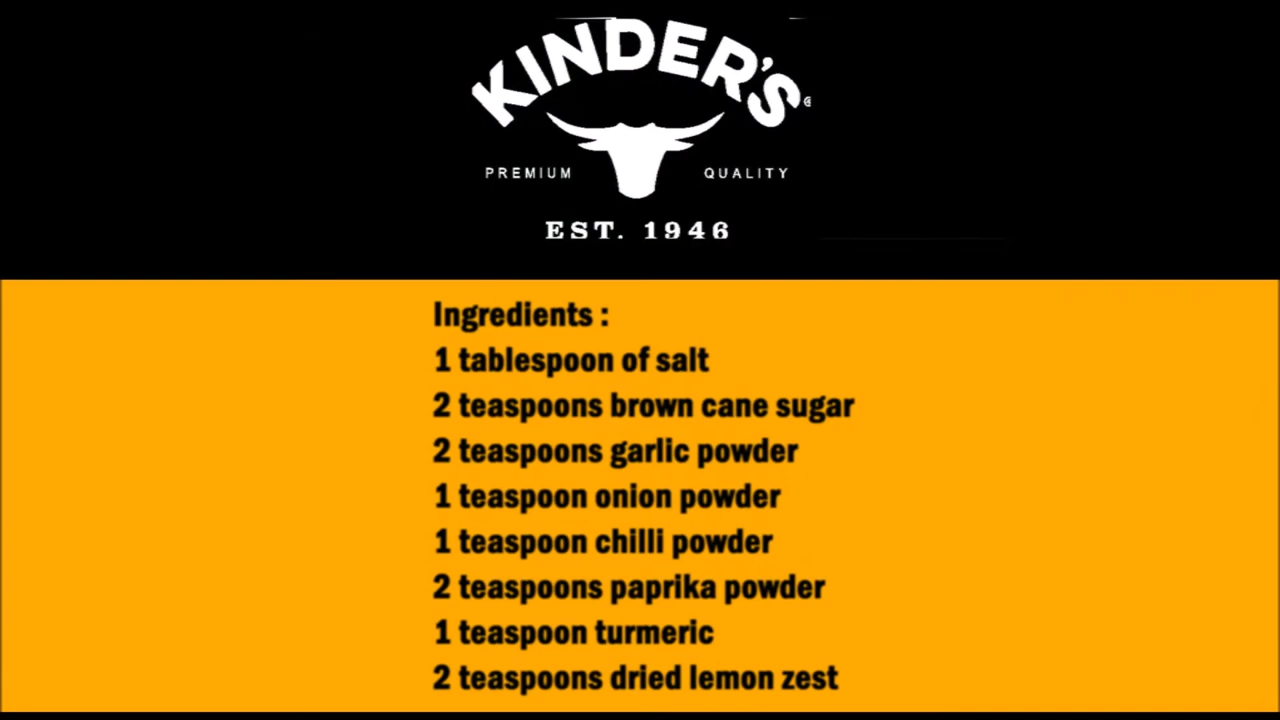 KINDER'S®
PREMIUM QUALITY
EST. 1946
Ingredients :
1 tablespoon of salt
2 teaspoons brown cane sugar
2 teaspoons garlic powder
1 teaspoon onion powder
1 teaspoon chilli powder
2 teaspoons paprika powder
1 teaspoon turmeric
2 teaspoons dried lemon zest